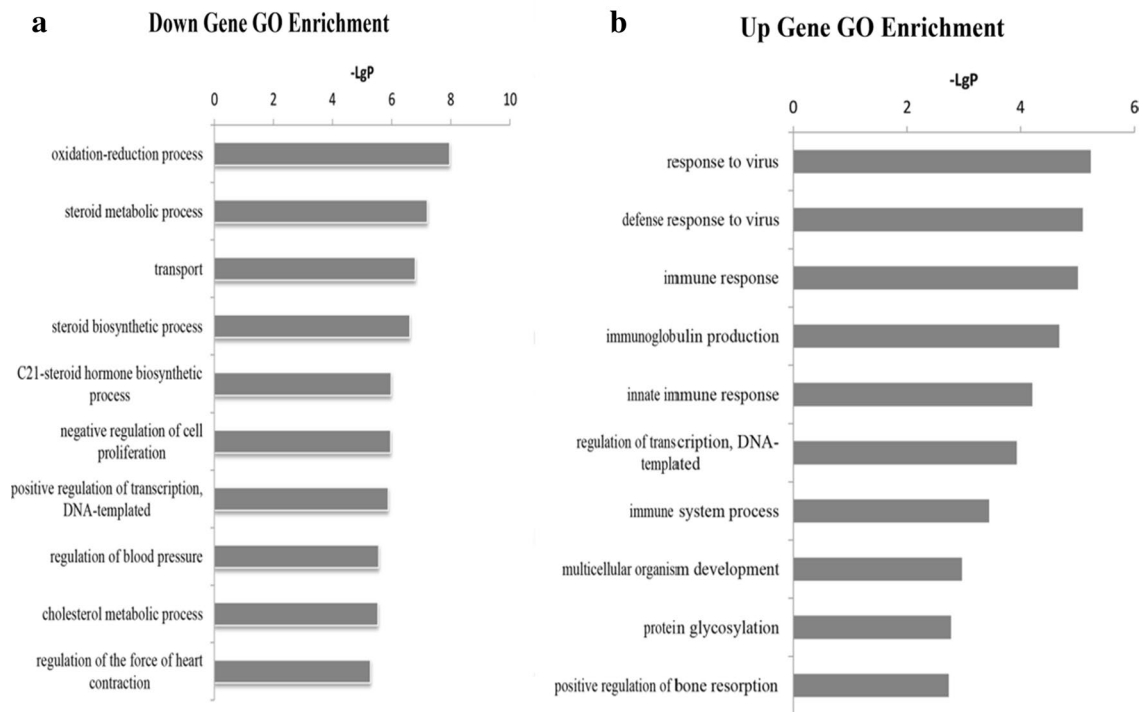 a
Down Gene GO Enrichment
-LgP
0 2 4 6 8 10
oxidation-reduction process
steroid metabolic process
transport
steroid biosynthetic process
C21-steroid hormone biosynthetic
process
negative regulation of cell
proliferation
positive regulation of transcription,
DNA-templated
regulation of blood pressure
cholesterol metabolic process
regulation of the force of heart
contraction
b
Up Gene GO Enrichment
-LgP
0 2 4 6
response to virus
defense response to virus
immune response
immunoglobulin production
innate immune response
regulation of transcription, DNA-
templated
immune system process
multicellular organism development
protein glycosylation
positive regulation of bone resorption